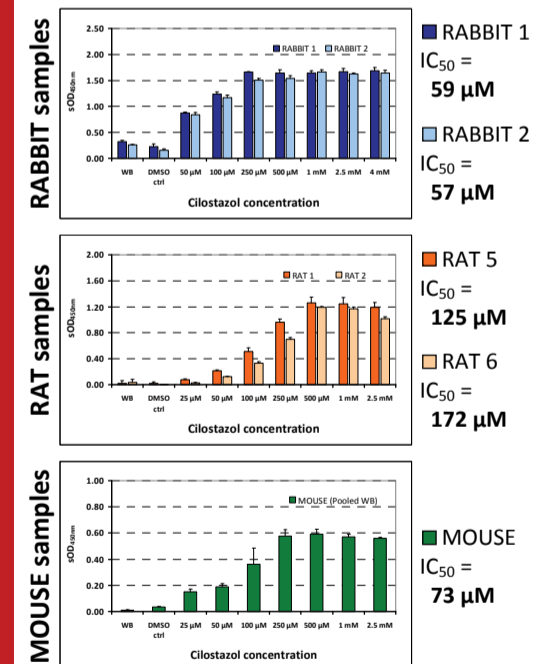 RABBIT samples
2.50
2.00
1.50
1.00
0.50
0.00
sOD450nm
RABBIT 1 RABBIT 2
WB DMSO ctrl 50 µM 100 µM 250 µM 500 µM 1 mM 2.5 mM 4 mM
Cilostazol concentration
RABBIT 1
IC50 =
59 µM
RABBIT 2
IC50 =
57 µM
RAT samples
2.00
1.60
1.20
0.80
0.40
0.00
sOD450nm
RAT 1 RAT 2
WB DMSO ctrl 25 µM 50 µM 100 µM 250 µM 500 µM 1 mM 2.5 mM
Cilostazol concentration
RAT 5
IC50 =
125 µM
RAT 6
IC50 =
172 µM
MOUSE samples
1.00
0.80
0.60
0.40
0.20
0.00
sOD450nm
MOUSE (Pooled WB)
WB DMSO ctrl 25 µM 50 µM 100 µM 250 µM 500 µM 1 mM 2.5 mM
Cilostazol concentration
MOUSE
IC50 =
73 µM